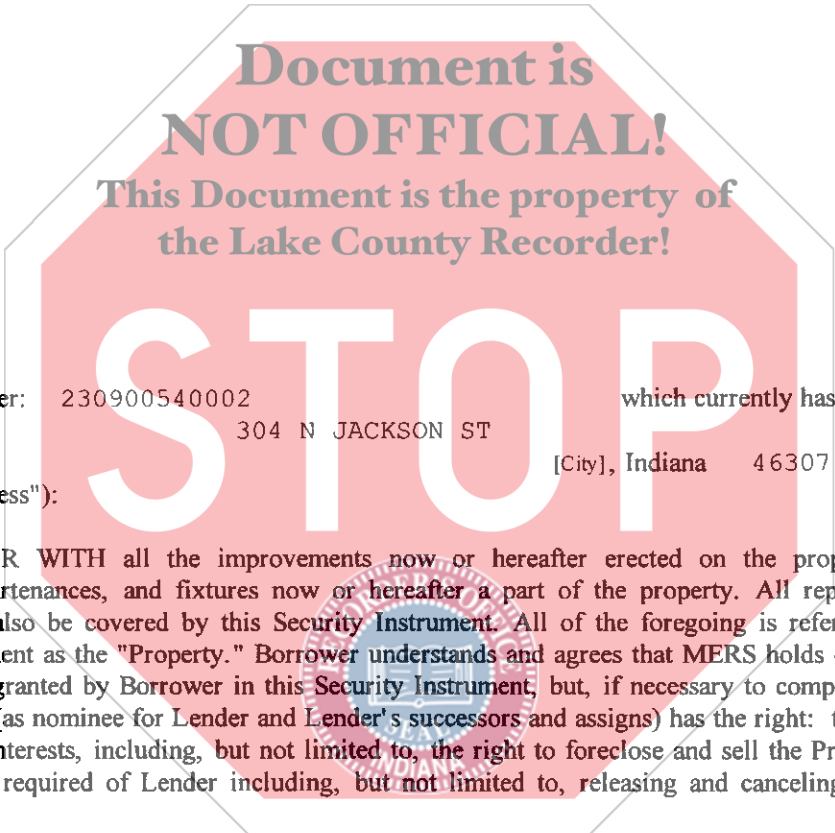 Document is
NOT OFFICIAL!
This Document is the property of
the Lake County Recorder!
STOP
er: 230900540002 which currently has
304 N JACKSON ST
[City], Indiana 46307
ess"):
R WITH all the improvements now or hereafter erected on the prop
rtenances, and fixtures now or hereafter a part of the property. All rep
lso be covered by this Security Instrument. All of the foregoing is refer
ent as the "Property." Borrower understands and agrees that MERS holds
granted by Borrower in this Security Instrument, but, if necessary to comp
(as nominee for Lender and Lender's successors and assigns) has the right: t
nterests, including, but not limited to, the right to foreclose and sell the Pr
required of Lender including, but not limited to, releasing and canceling
RECORDER'S OFFICE
SEAL
INDIANA